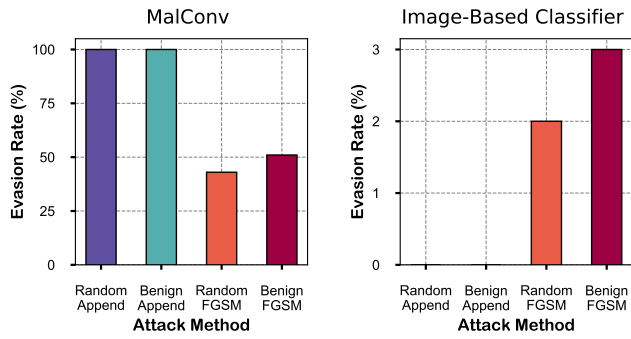 MalConv
Evasion Rate (%)
100
75
50
25
0
Random Append
Benign Append
Random FGSM
Benign FGSM
Attack Method
Image-Based Classifier
Evasion Rate (%)
3
2
1
0
Random Append
Benign Append
Random FGSM
Benign FGSM
Attack Method